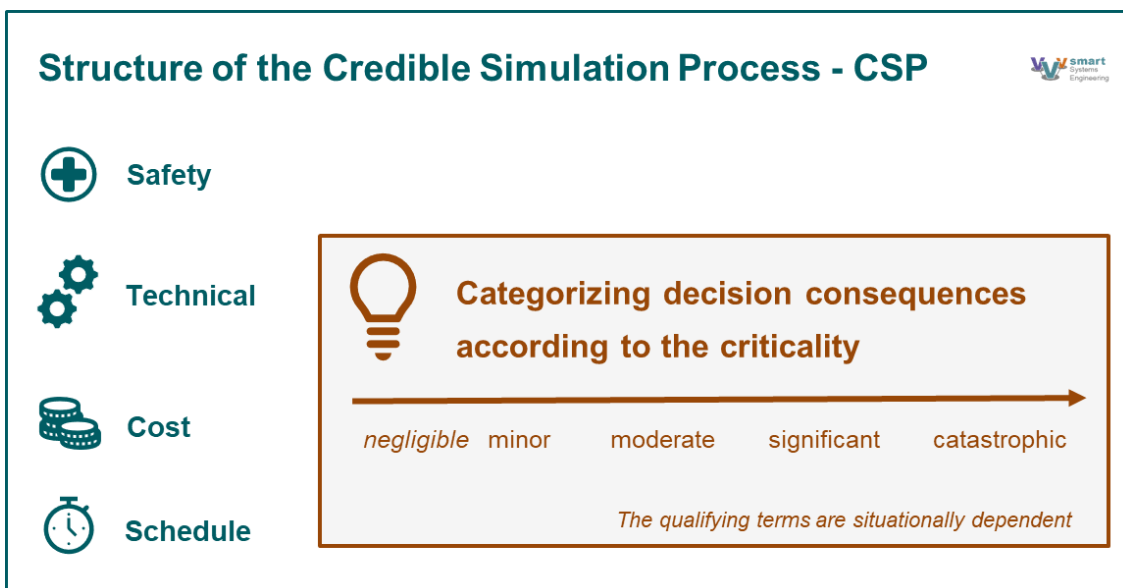 Structure of the Credible Simulation Process - CSP
smart
Systems
Engineering
Safety
Technical
Cost
Schedule
Categorizing decision consequences
according to the criticality
negligible minor moderate significant catastrophic
The qualifying terms are situationally dependent